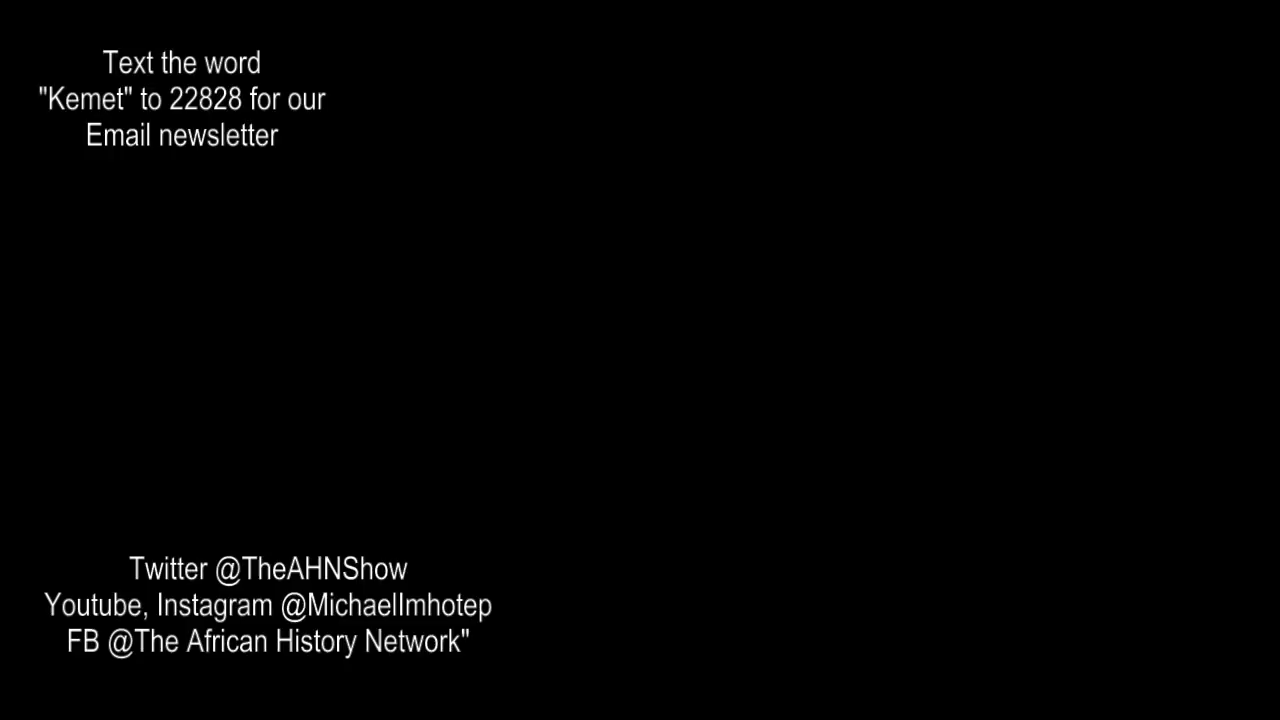 Text the word
"Kemet" to 22828 for our
Email newsletter
Twitter @TheAHNShow
Youtube, Instagram @MichaelImhotep
FB @The African History Network"